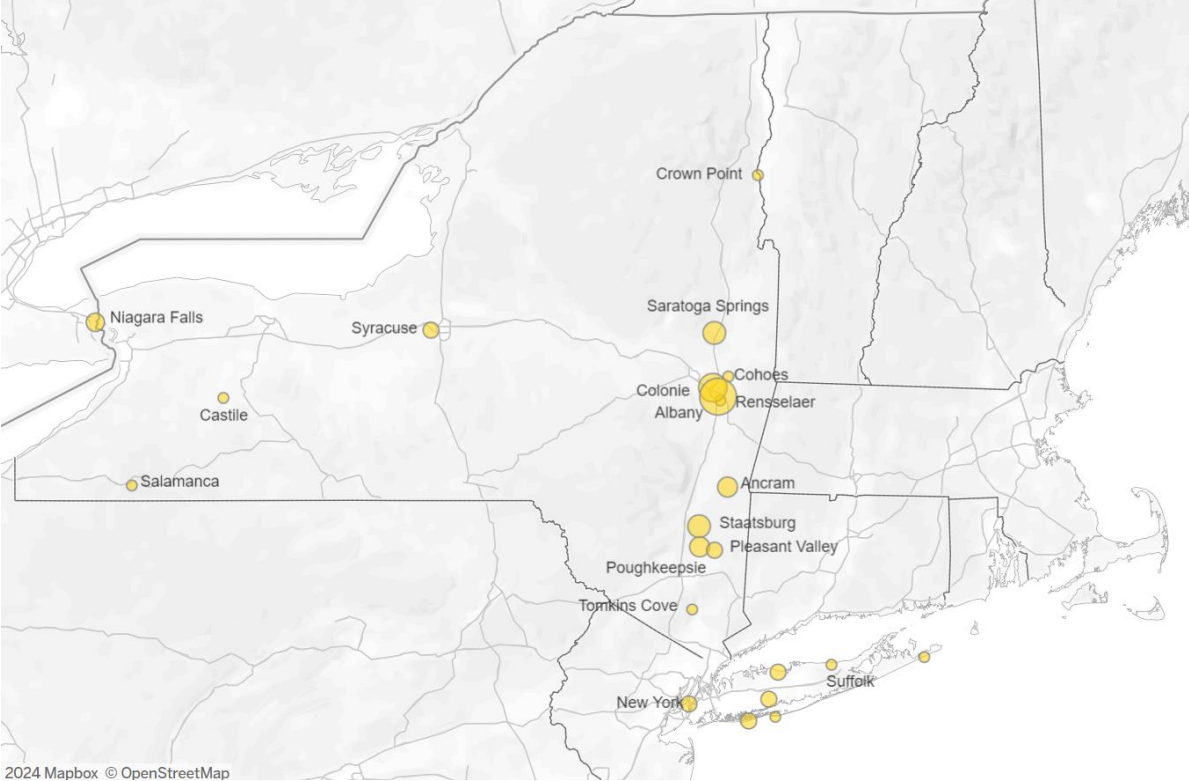 Crown Point
Saratoga Springs
Niagara Falls
Syracuse
Cohoes
Colonie
Rensselaer
Albany
Castile
Salamanca
Ancram
Staatsburg
Pleasant Valley
Poughkeepsie
Tomkins Cove
Suffolk
New York
2024 Mapbox © OpenStreetMap